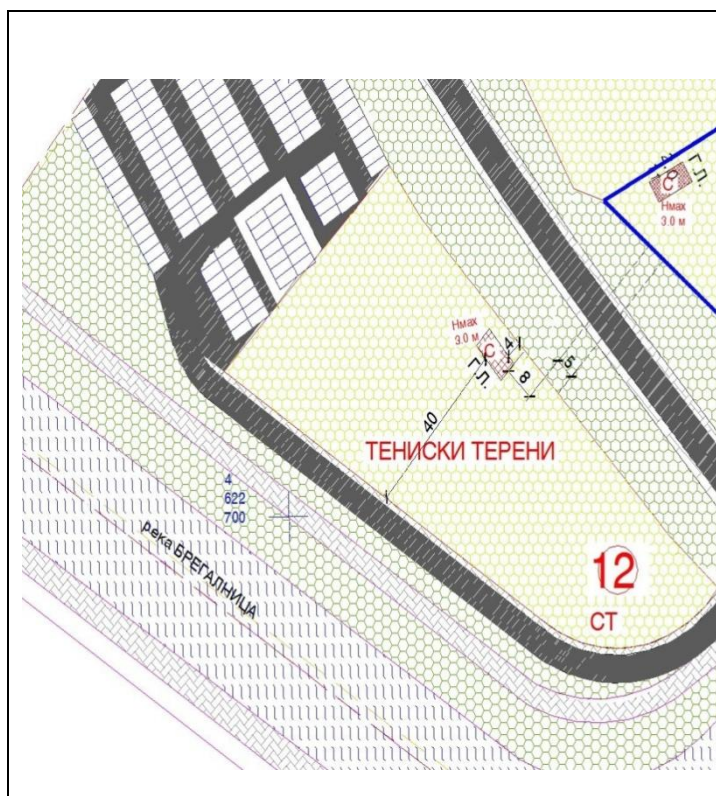 Г.Л.
С
Hмах
3.0 м
Hмах
3.0 м
С
4
Г.Л.
8
5
40
ТЕНИСКИ ТЕРЕНИ
4
622
700
река БРЕГАЛНИЦА
12
СТ